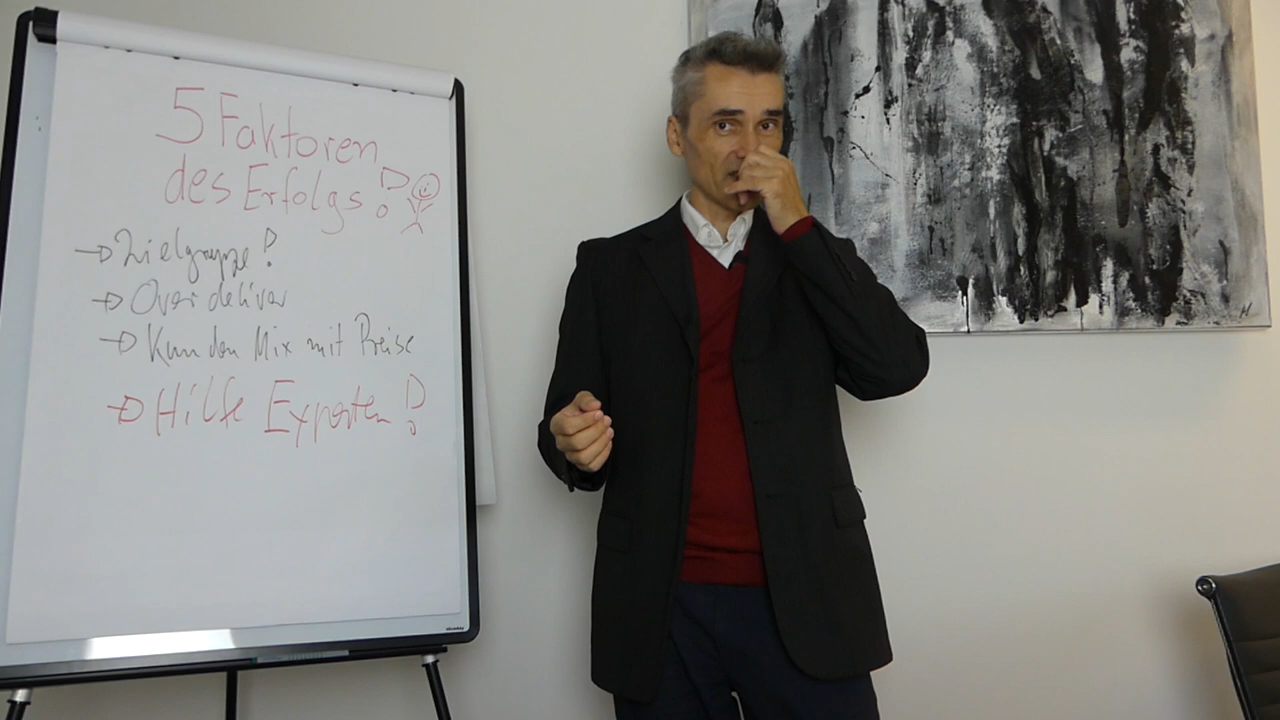 5 Faktoren
des Erfolgs!
→ Zielgruppe!
→ Over deliver
→ Kunden Mix mit Preise
→ Hilfe Experten!